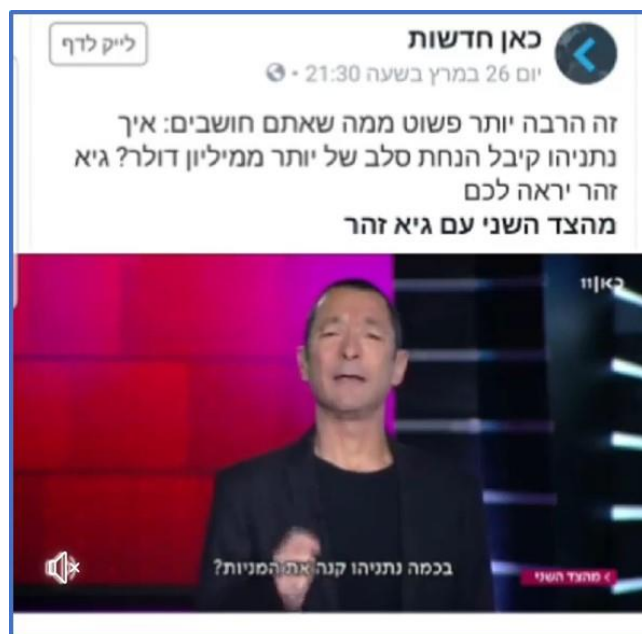 לייק לדף
כאן חדשות
יום 26 במרץ בשעה 21:30
זה הרבה יותר פשוט ממה שאתם חושבים: איך
נתניהו קיבל הנחת סלב של יותר ממיליון דולר? גיא
זהר יראה לכם
מהצד השני עם גיא זהר
כאן|11
בכמה נתניהו קנה את המניות?
מהצד השני